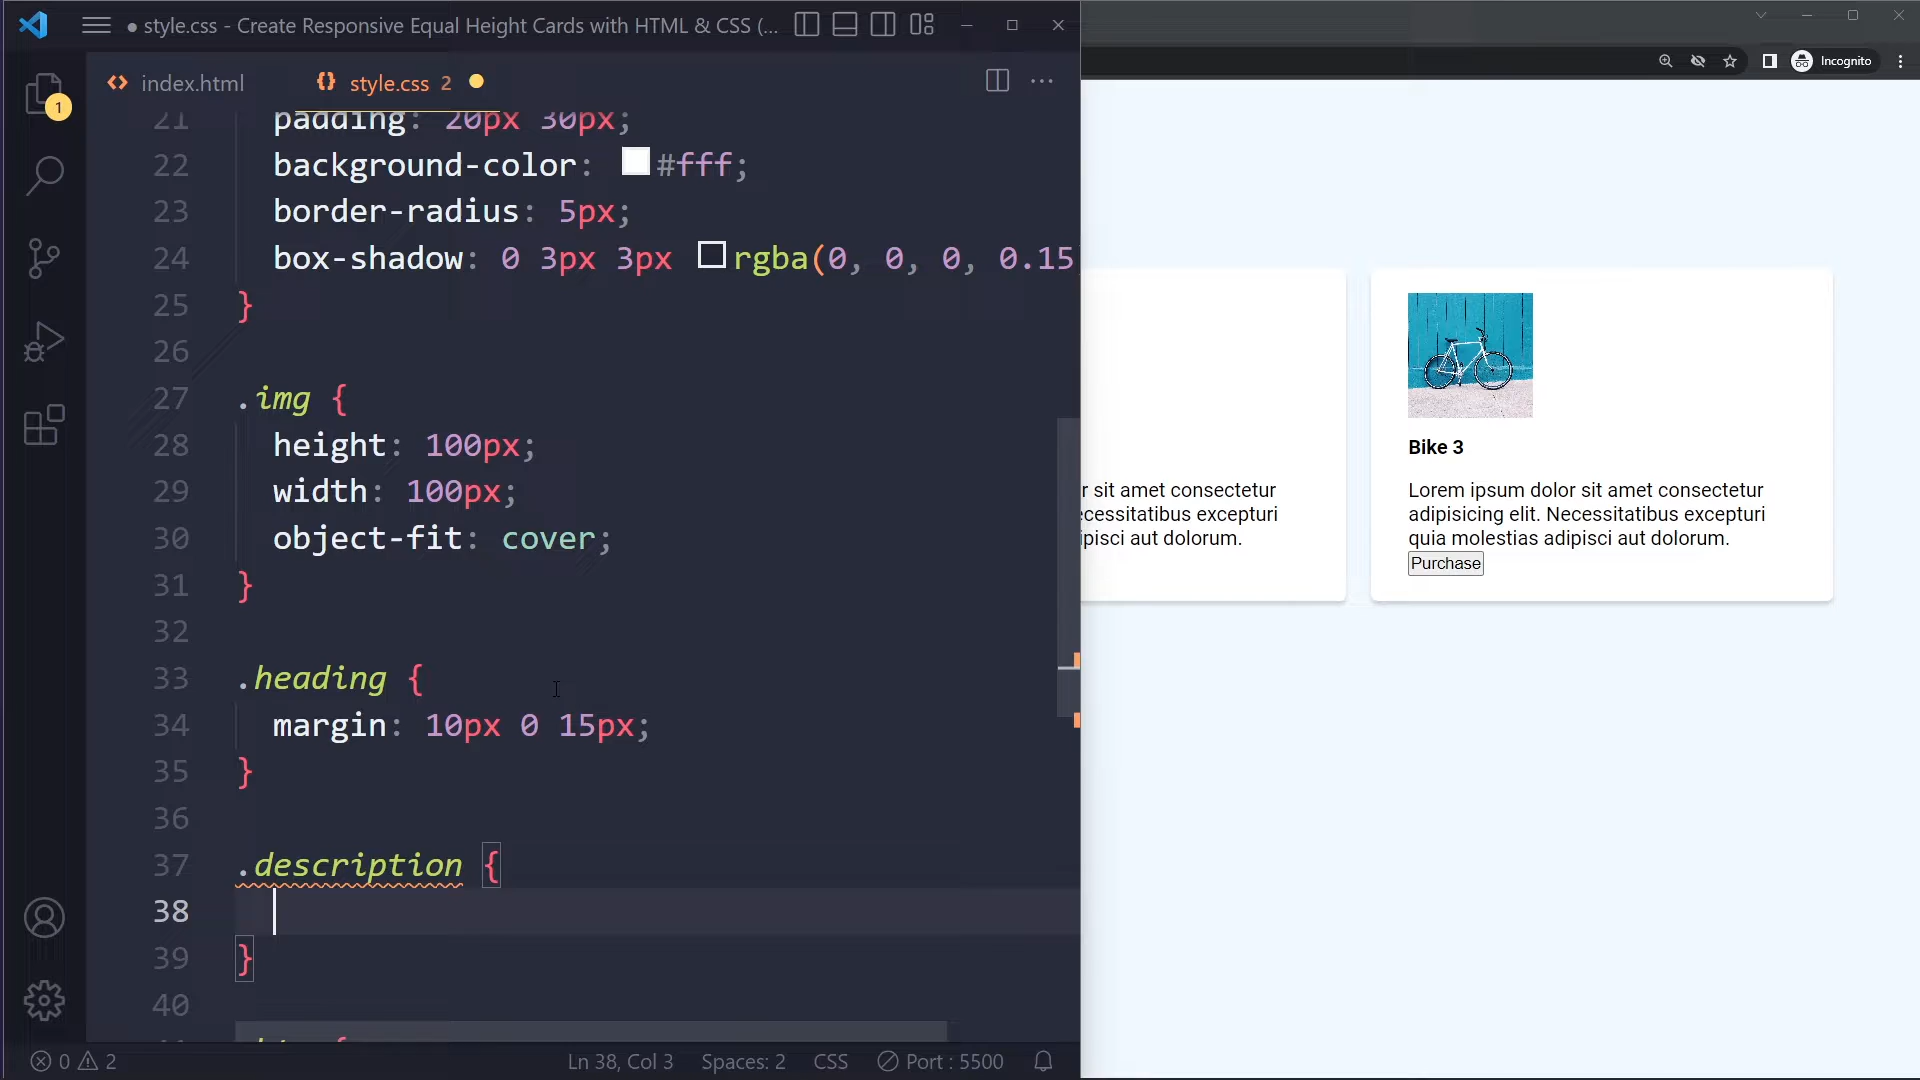 ● style.css - Create Responsive Equal Height Cards with HTML & CSS (...
index.html
style.css 2
1
21 padding: 20px 30px;
22 background-color: #fff;
23 border-radius: 5px;
24 box-shadow: 0 3px 3px rgba(0, 0, 0, 0.15
25 }
26
27 .img {
28 height: 100px;
29 width: 100px;
30 object-fit: cover;
31 }
32
33 .heading {
34 margin: 10px 0 15px;
35 }
36
37 .description {
38
39 }
40
0 2 Ln 38, Col 3 Spaces: 2 CSS Port : 5500
Incognito
r sit amet consectetur
ecessitatibus excepturi
ipisci aut dolorum.
Bike 3
Lorem ipsum dolor sit amet consectetur
adipisicing elit. Necessitatibus excepturi
quia molestias adipisci aut dolorum.
Purchase